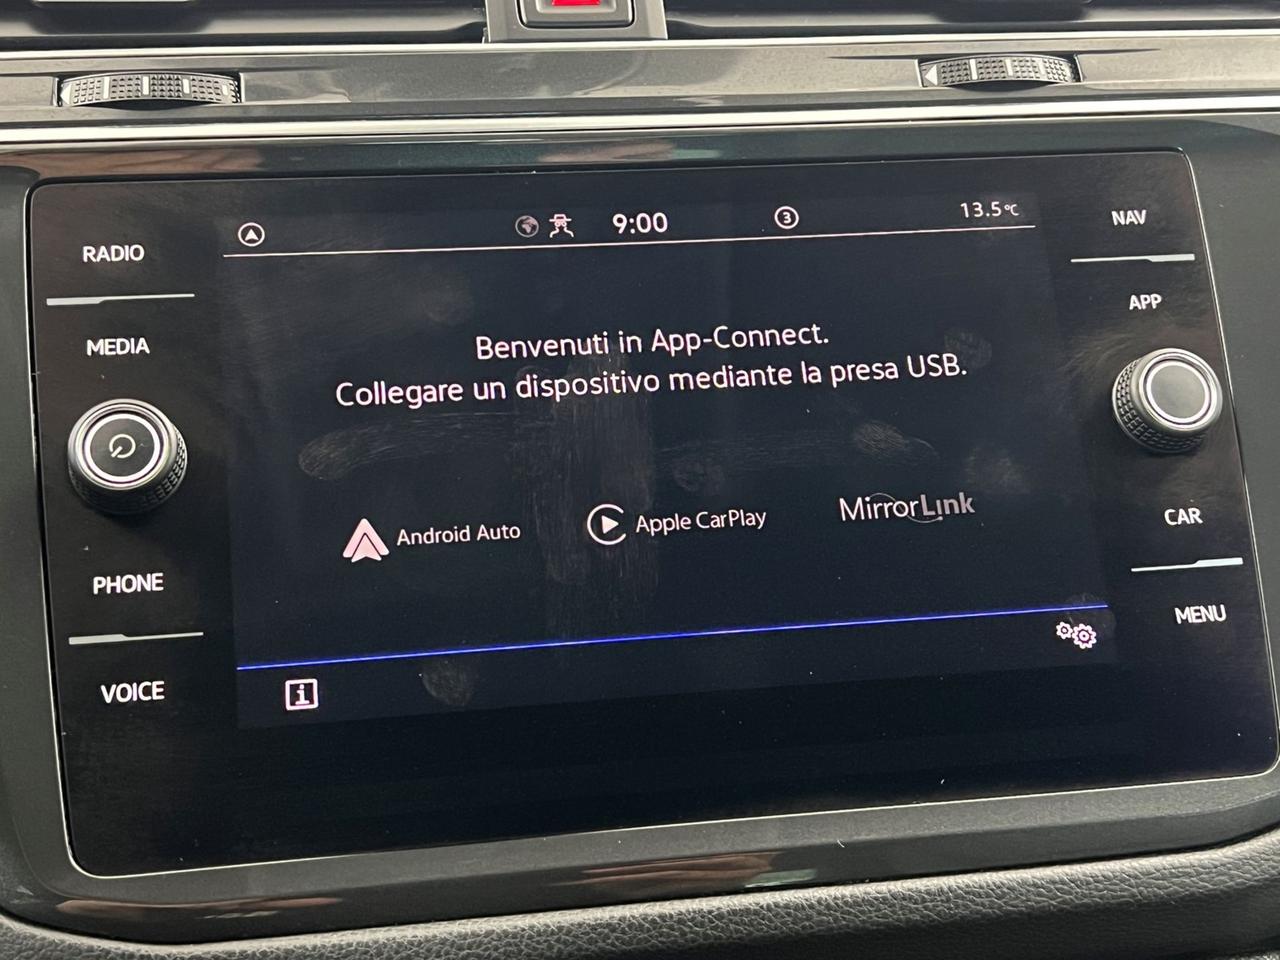 RADIO
MEDIA
PHONE
VOICE
9:00
3
13.5°C
Benvenuti in App-Connect.
Collegare un dispositivo mediante la presa USB.
Android Auto
Apple CarPlay
MirrorLink
i
NAV
APP
CAR
MENU